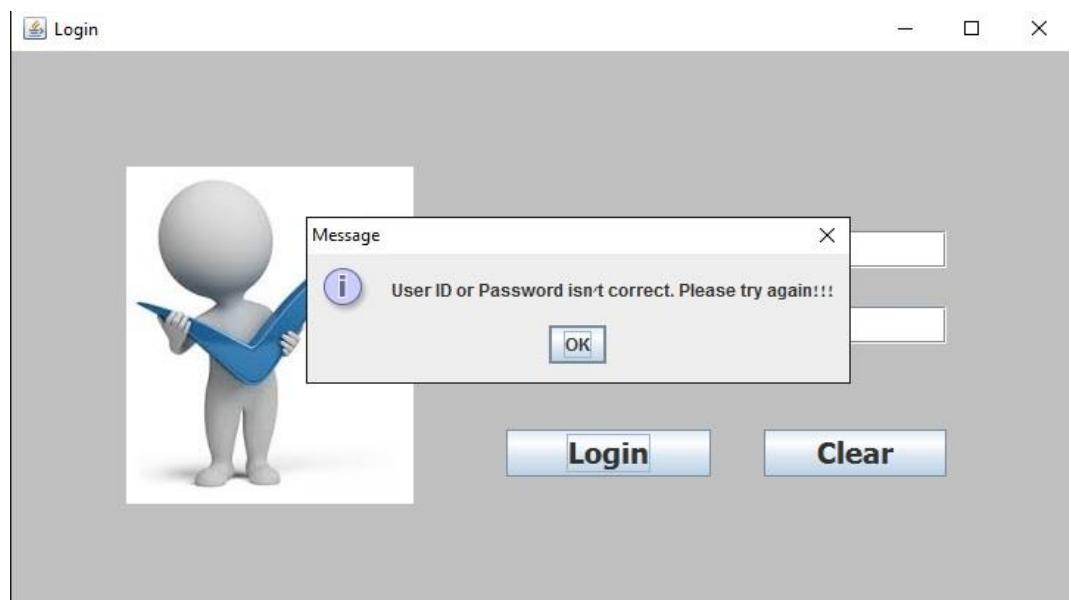 Login
Message
User ID or Password isn't correct. Please try again!!!
OK
Login
Clear